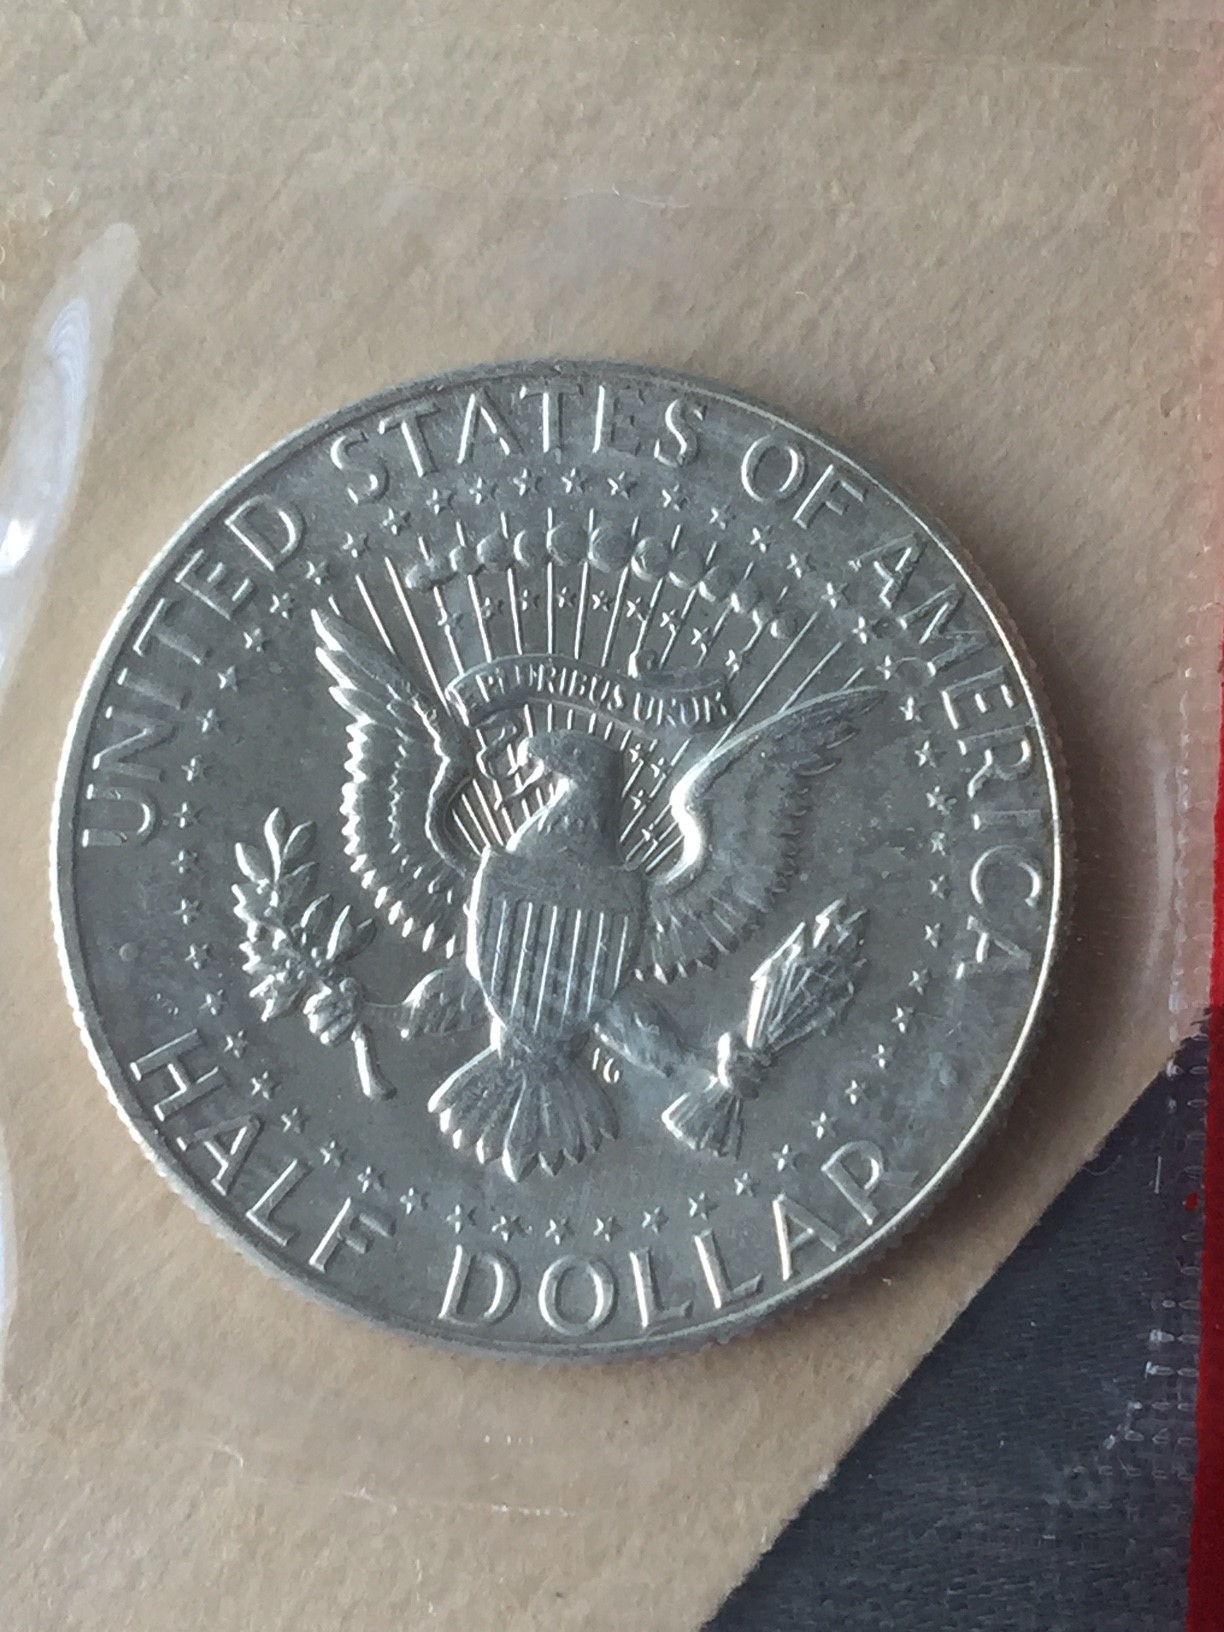 UNITED STATES OF AMERICA
E PLURIBUS UNUM
HALF DOLLAR